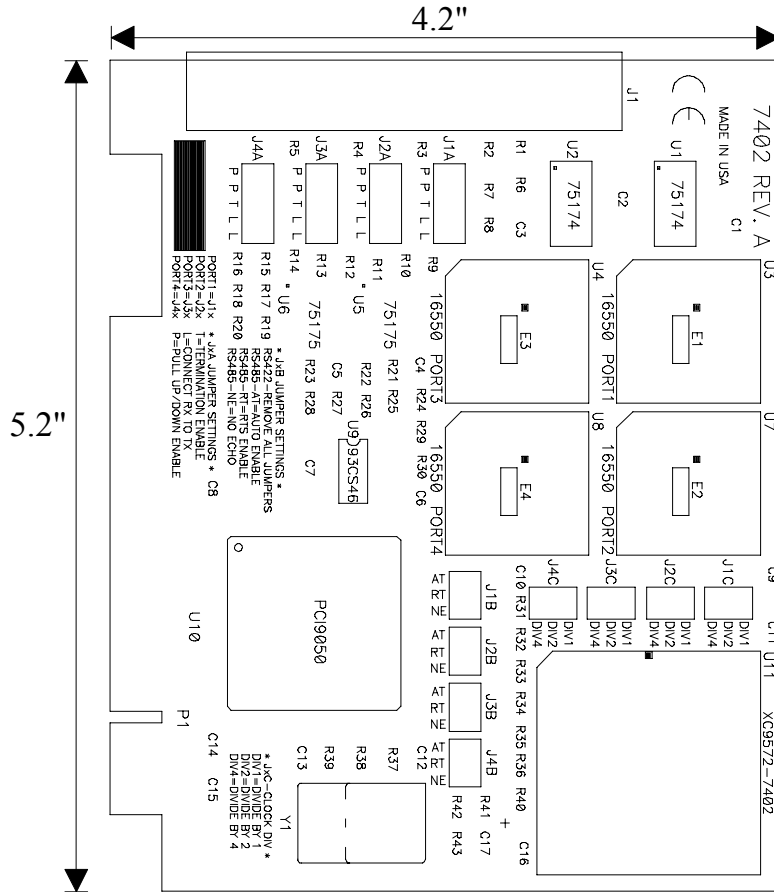 4.2"
5.2"
J1
7402 REV. A
MADE IN USA
C1
U1
75174
C2
U2
75174
R1 R6 C3
R2 R7 R8
J1A
R3 P P T L L R9
J2A
R4 P P T L L R12
J3A
R5 P P T L L R14
J4A
P P T L L
R10
R11
R13
R15 R17 R19
R16 R18 R20
U3
16550 PORT1
E1
U4
16550 PORT3
E3
U7
16550 PORT2
E2
U8
16550 PORT4
E4
U5
75175
U6
75175
R21 R25
R22 R26
R23 R28
C5 R27
C4 R24 R29 R30 C6
U9
93CS46
C7
C8
PORT1=J1x
PORT2=J2x
PORT3=J3x
PORT4=J4x
* JxA JUMPER SETTINGS *
T=TERMINATION ENABLE
L=CONNECT RX TO TX
P=PULL UP/DOWN ENABLE
* JxB JUMPER SETTINGS *
RS422-REMOVE ALL JUMPERS
RS485-AT=AUTO ENABLE
RS485-RT=RTS ENABLE
RS485-NE=NO ECHO
PCI9050
U10
P1
J1B
AT
RT
NE
J2B
AT
RT
NE
J3B
AT
RT
NE
J4B
AT
RT
NE
J1C
DIV1
DIV2
DIV4
J2C
J3C
DIV1
DIV2
DIV4
J4C
C9
C11
U11
XC9572-7402
C10 R31 R32 R33 R34 R35 R36 R40
C12
R37
R38
R39
C13
Y1
R41 C17
R42 R43
+
C16
C14 C15
* JxC-CLOCK DIV *
DIV1=DIVIDE BY 1
DIV2=DIVIDE BY 2
DIV4=DIVIDE BY 4